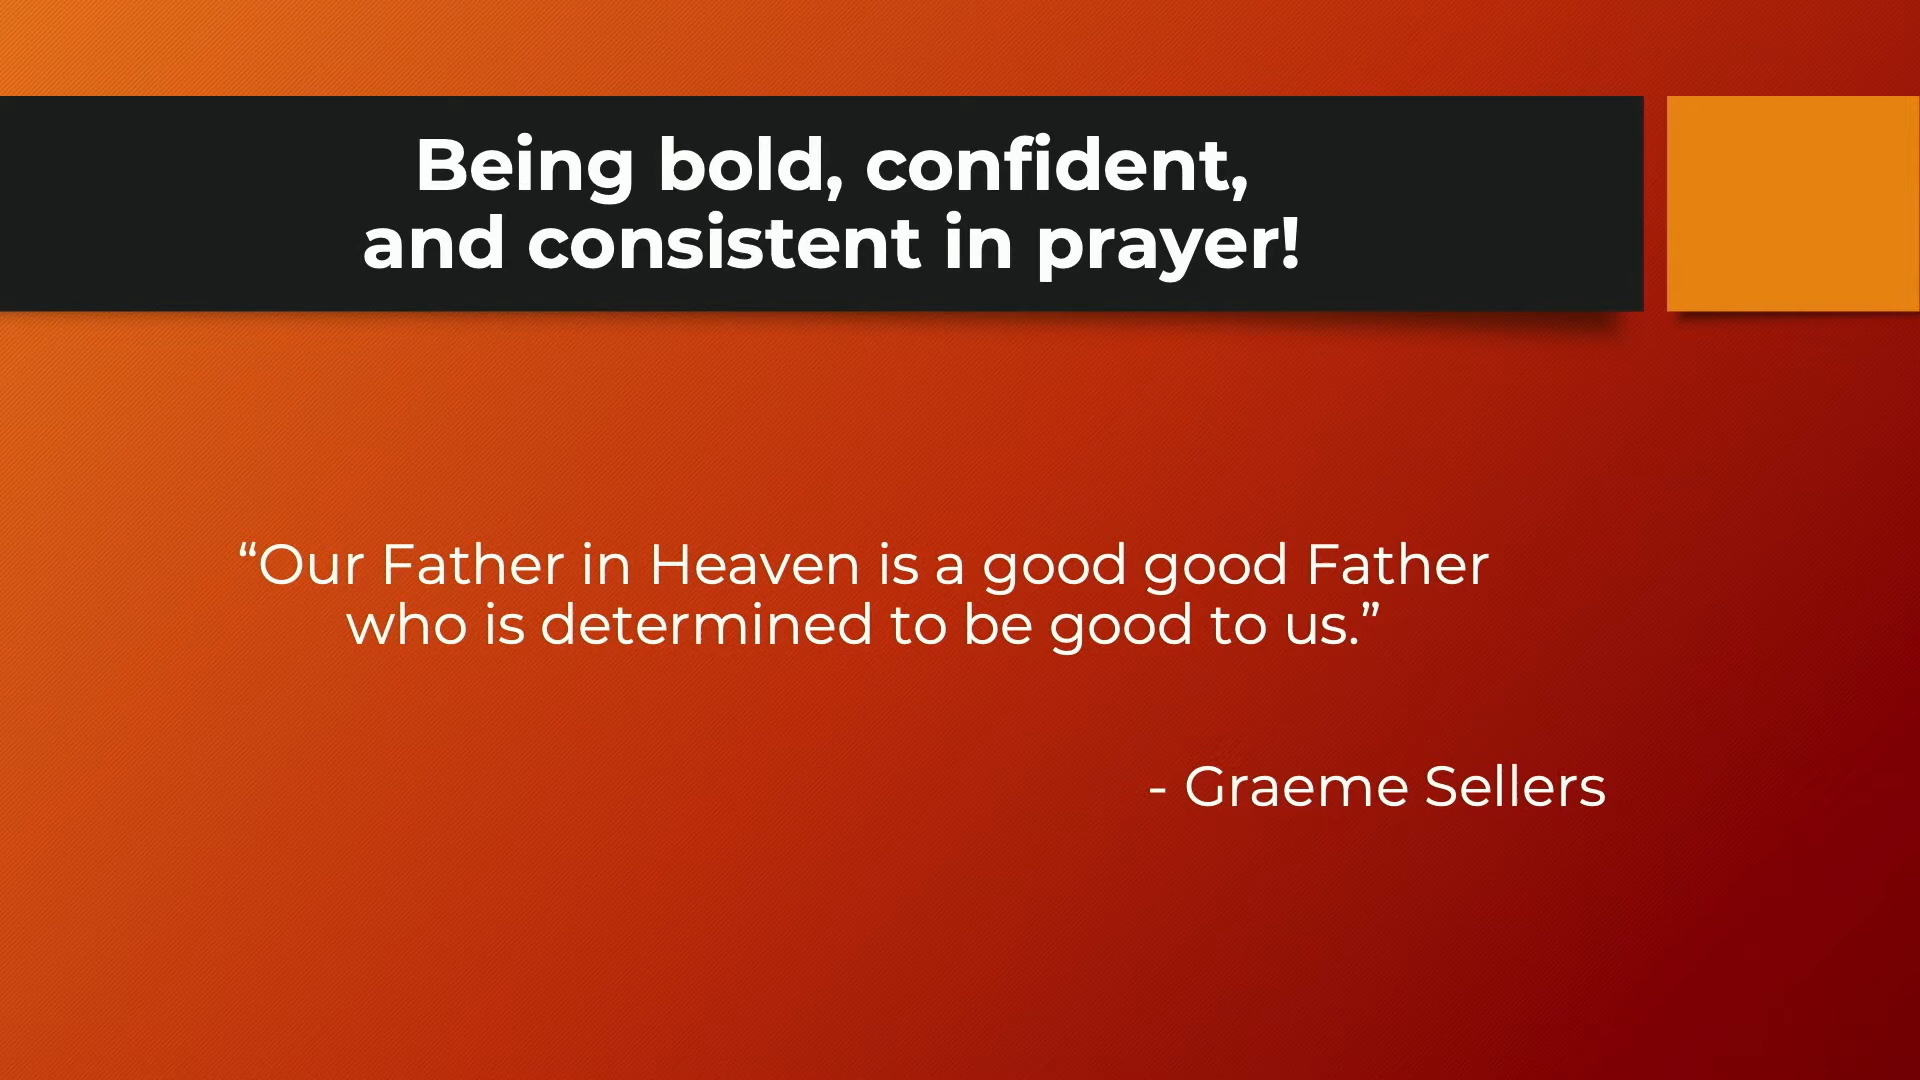 Being bold, confident,
and consistent in prayer!
“Our Father in Heaven is a good good Father
who is determined to be good to us.”
- Graeme Sellers